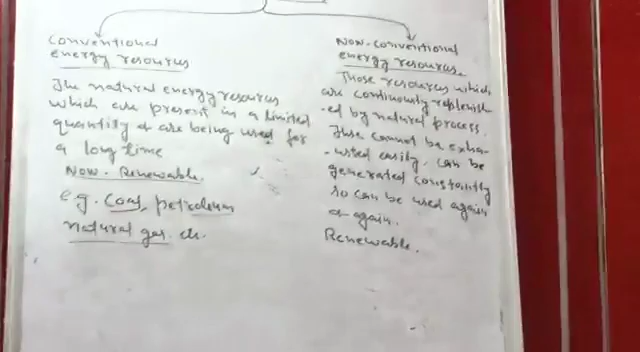 conventional
energy resources
The natural energy resources
which are present in a limited
quantity & are being used for
a long time
Non-Renewable.
e.g. Coal, petroleum
natural gas. etc.
Non-conventional
energy resources.
Those resources which
are continuously replenish
-ed by natural process.
These cannot be exha-
-usted easily, can be
generated constantly
so can be used again
& again.
Renewable.